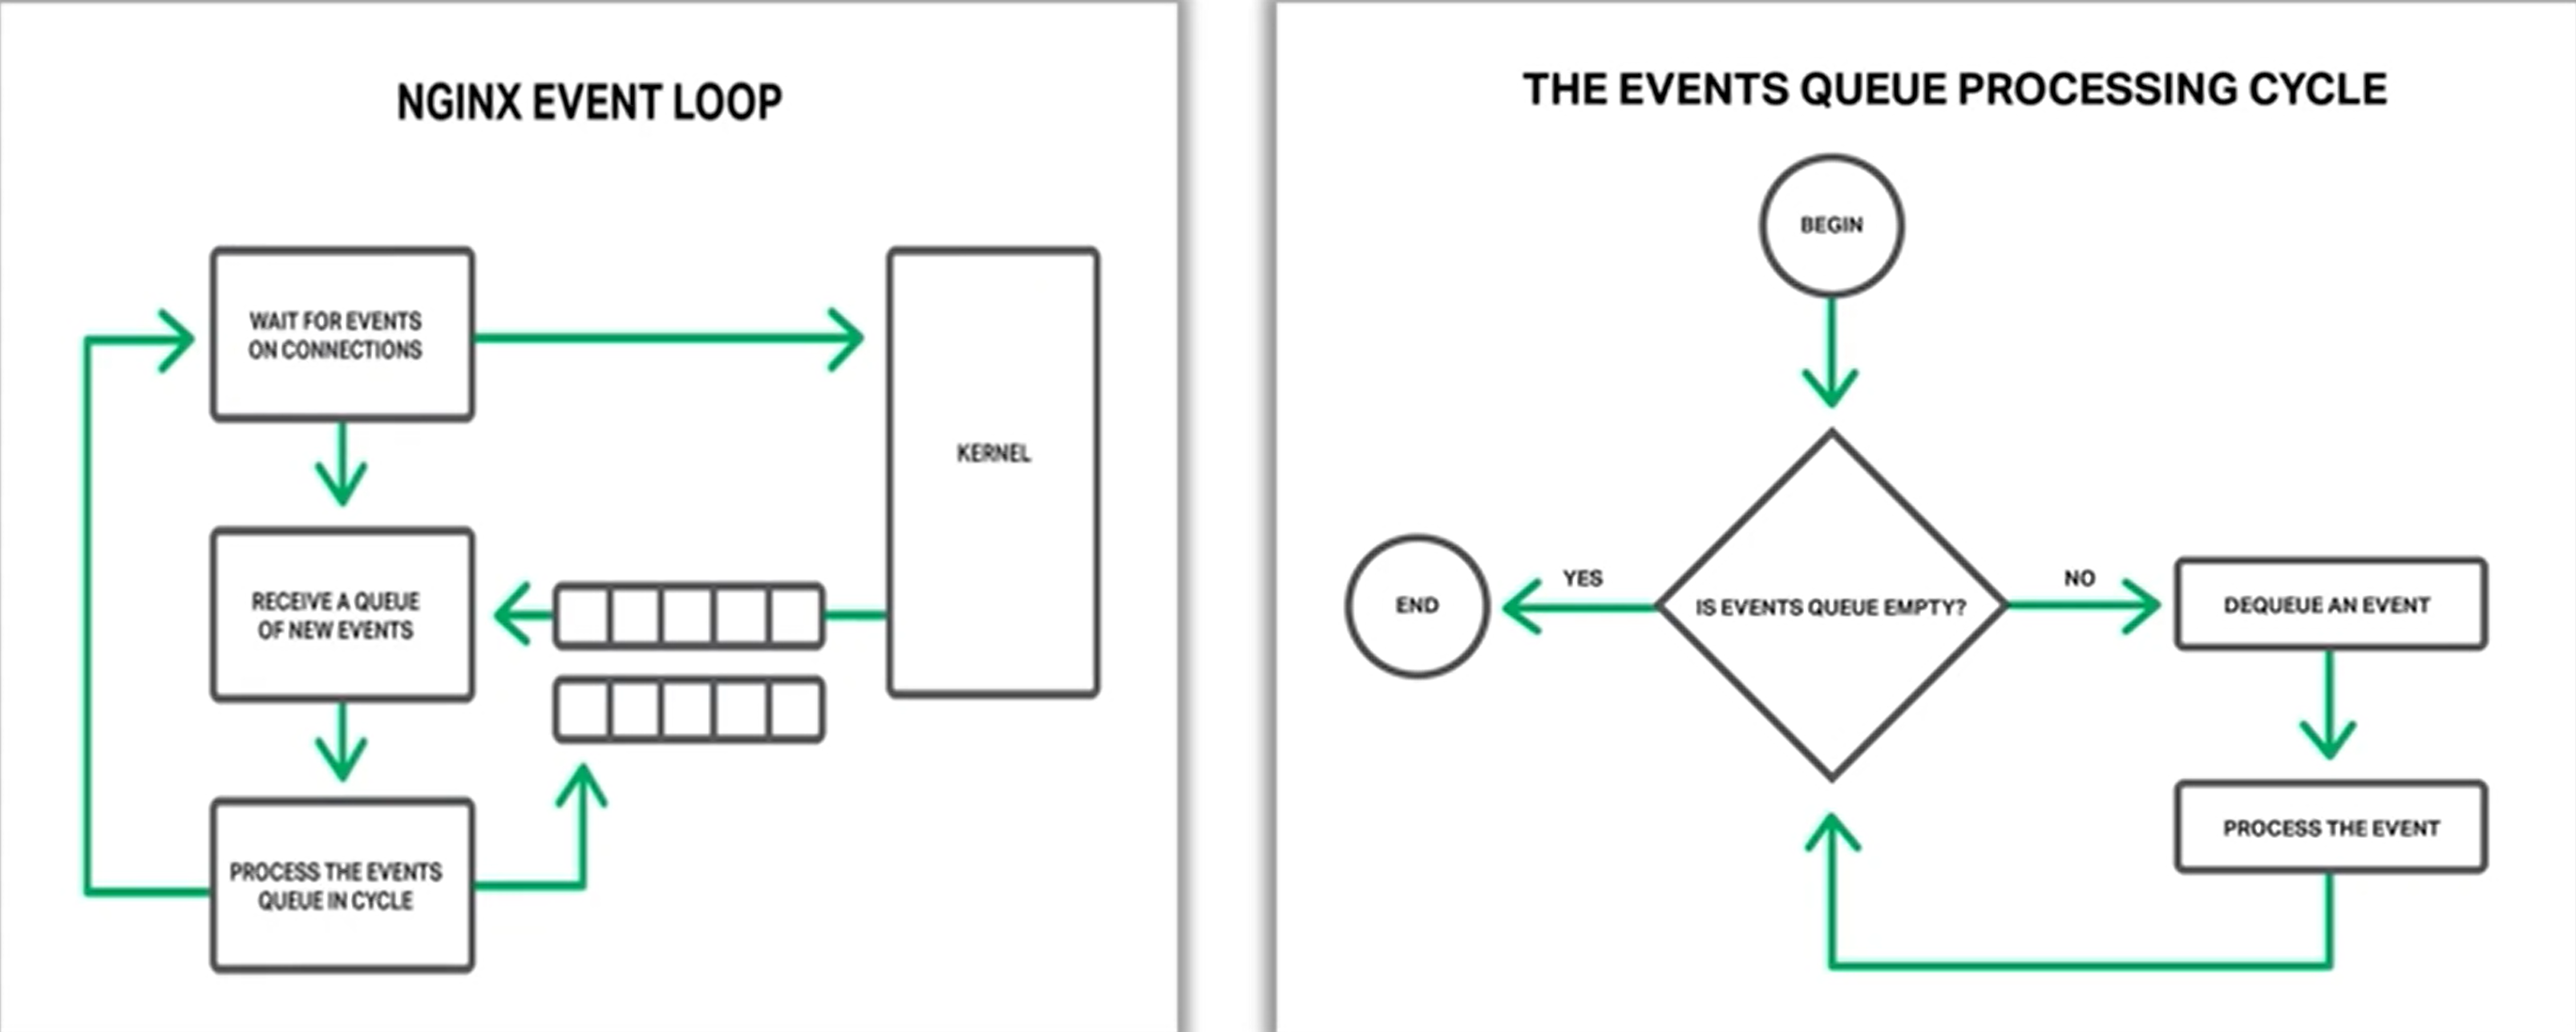 NGINX EVENT LOOP
WAIT FOR EVENTS
ON CONNECTIONS
KERNEL
RECEIVE A QUEUE
OF NEW EVENTS
PROCESS THE EVENTS
QUEUE IN CYCLE
THE EVENTS QUEUE PROCESSING CYCLE
BEGIN
END
YES
IS EVENTS QUEUE EMPTY?
NO
DEQUEUE AN EVENT
PROCESS THE EVENT